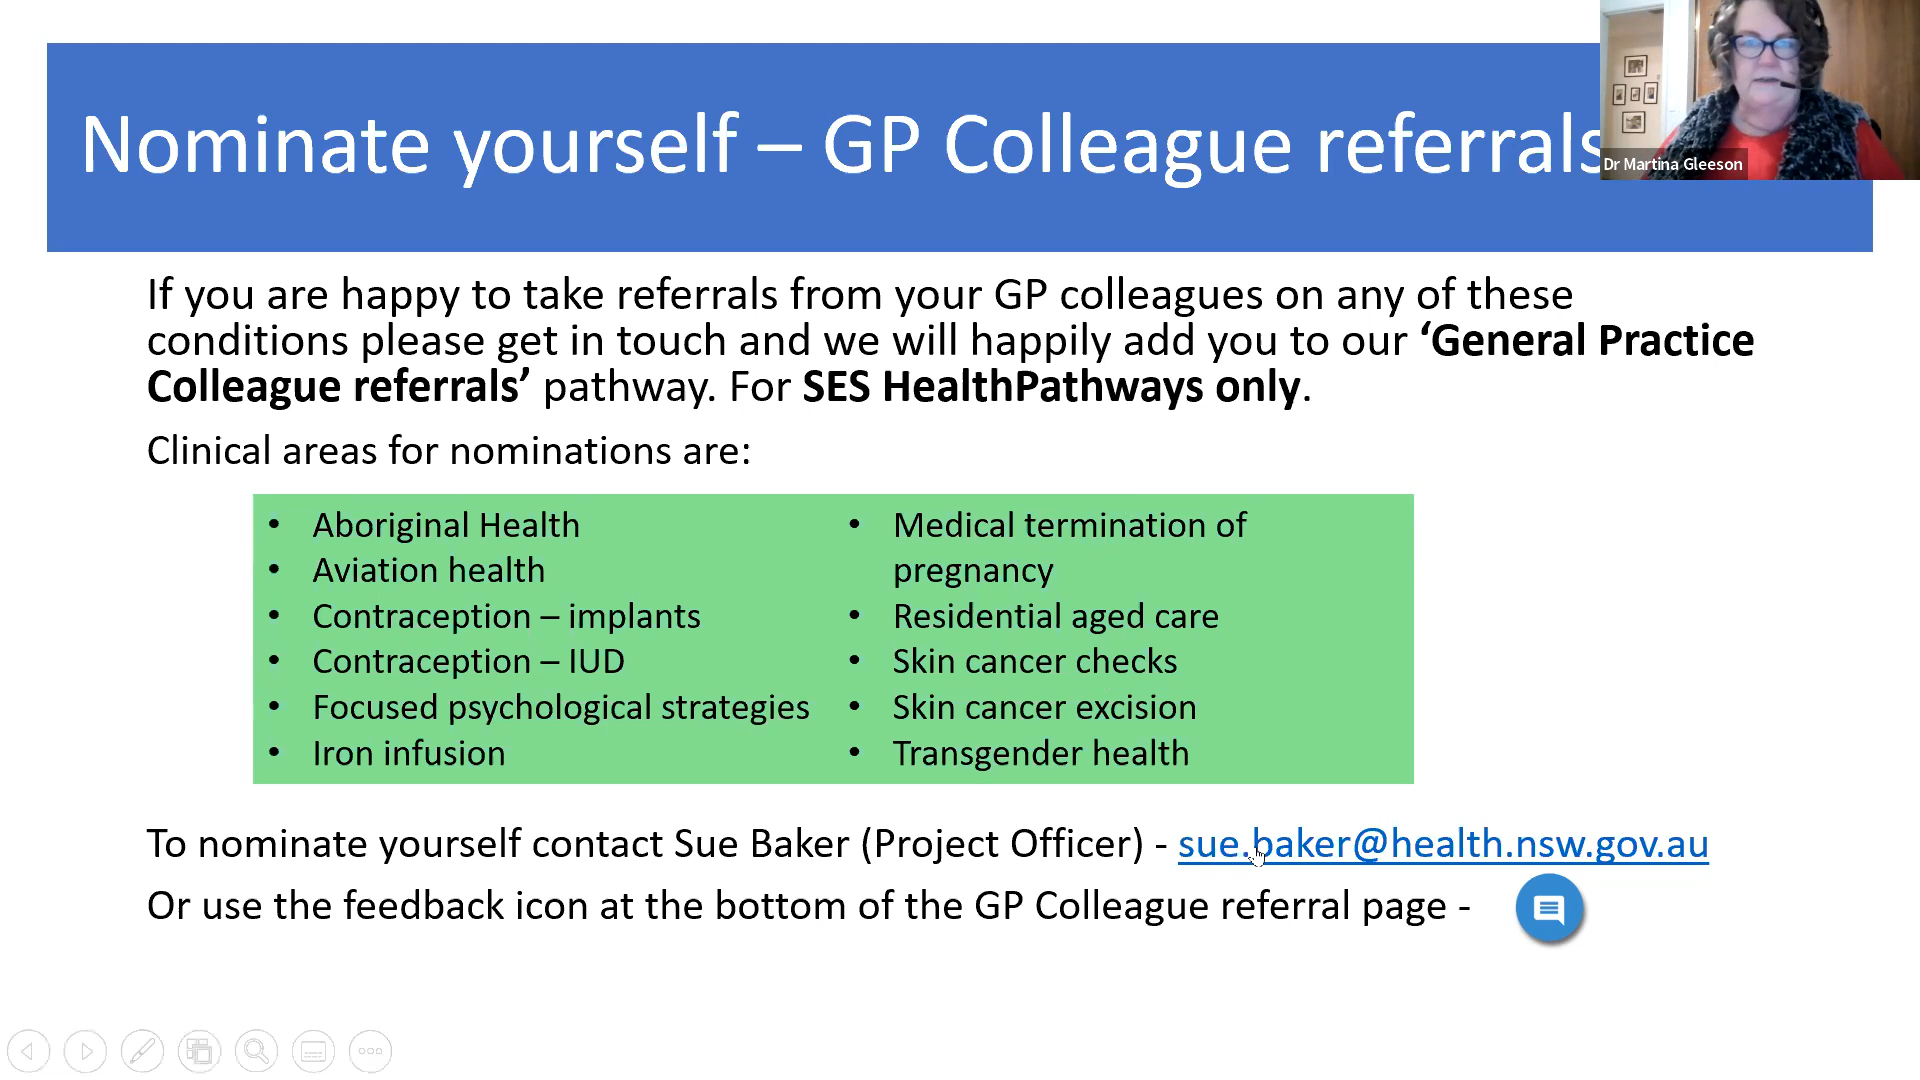 Nominate yourself – GP Colleague referrals
Dr Martina Gleeson
If you are happy to take referrals from your GP colleagues on any of these
conditions please get in touch and we will happily add you to our ‘General Practice
Colleague referrals’ pathway. For SES HealthPathways only.
Clinical areas for nominations are:
• Aboriginal Health
• Aviation health
• Contraception – implants
• Contraception – IUD
• Focused psychological strategies
• Iron infusion
• Medical termination of
pregnancy
• Residential aged care
• Skin cancer checks
• Skin cancer excision
• Transgender health
To nominate yourself contact Sue Baker (Project Officer) - sue.baker@health.nsw.gov.au
Or use the feedback icon at the bottom of the GP Colleague referral page -